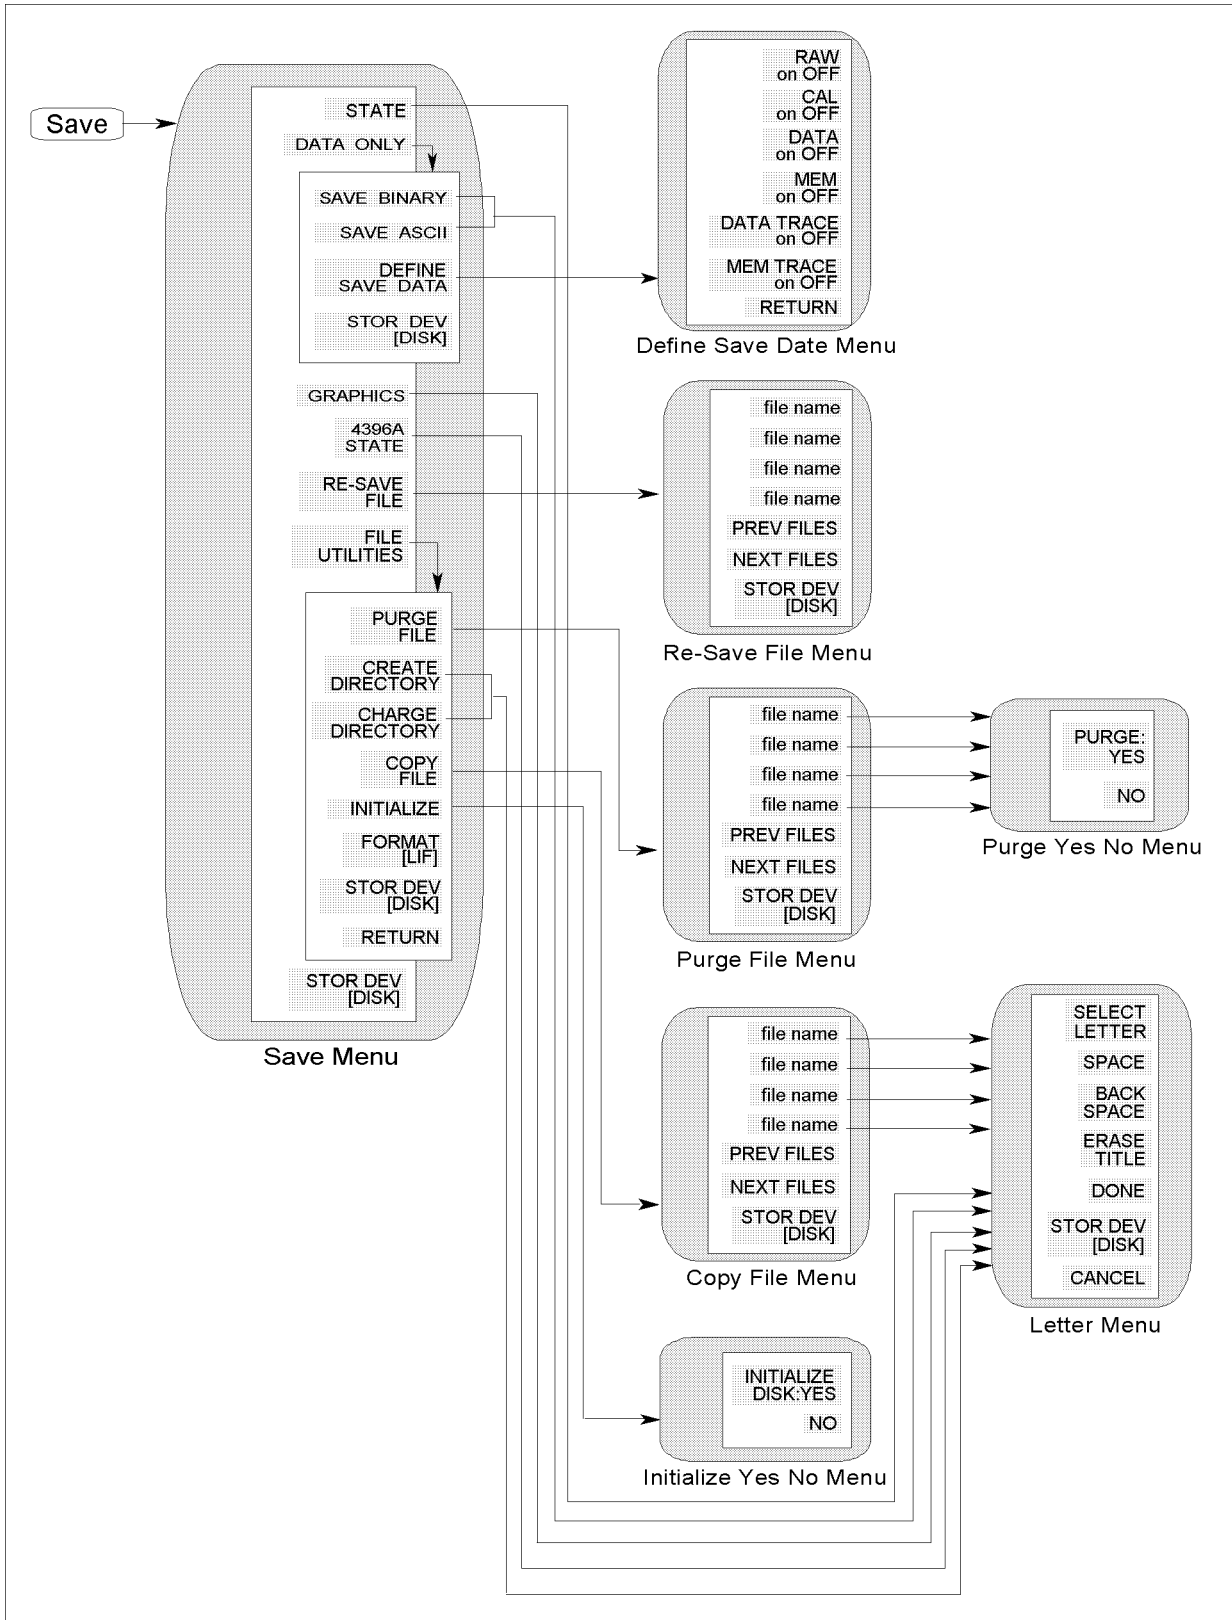 Save
STATE
DATA ONLY
SAVE BINARY
SAVE ASCII
DEFINE
SAVE DATA
STOR DEV
[DISK]
GRAPHICS
4396A
STATE
RE-SAVE
FILE
FILE
UTILITIES
PURGE
FILE
CREATE
DIRECTORY
CHARGE
DIRECTORY
COPY
FILE
INITIALIZE
FORMAT
[LIF]
STOR DEV
[DISK]
RETURN
STOR DEV
[DISK]
Save Menu
RAW
on OFF
CAL
on OFF
DATA
on OFF
MEM
on OFF
DATA TRACE
on OFF
MEM TRACE
on OFF
RETURN
Define Save Date Menu
file name
file name
file name
file name
PREV FILES
NEXT FILES
STOR DEV
[DISK]
Re-Save File Menu
file name
file name
file name
file name
PREV FILES
NEXT FILES
STOR DEV
[DISK]
Purge File Menu
PURGE:
YES
NO
Purge Yes No Menu
file name
file name
file name
file name
PREV FILES
NEXT FILES
STOR DEV
[DISK]
Copy File Menu
SELECT
LETTER
SPACE
BACK
SPACE
ERASE
TITLE
DONE
STOR DEV
[DISK]
CANCEL
Letter Menu
INITIALIZE
DISK:YES
NO
Initialize Yes No Menu